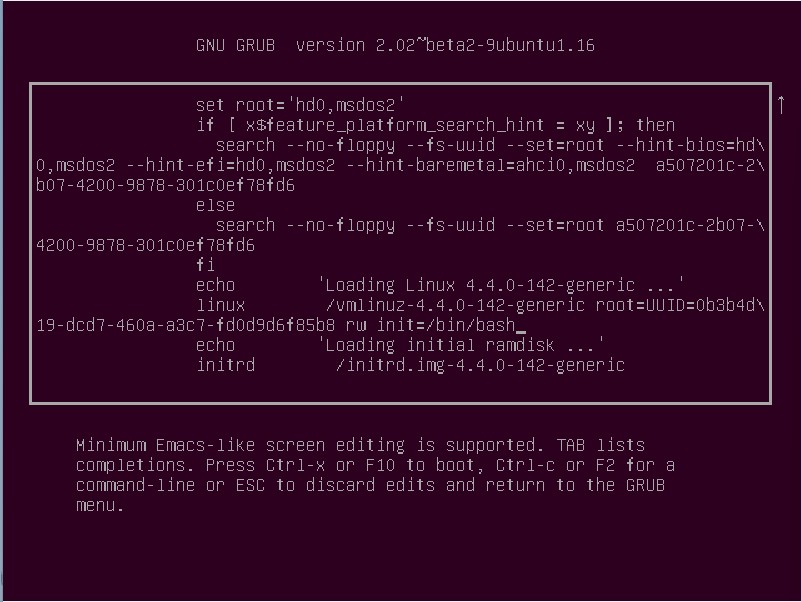 GNU GRUB  version 2.02~beta2-9ubuntu1.16
set root='hd0,msdos2'
if [ x$feature_platform_search_hint = xy ]; then
search --no-floppy --fs-uuid --set=root --hint-bios=hd\
0,msdos2 --hint-efi=hd0,msdos2 --hint-baremetal=ahci0,msdos2  a507201c-2\
b07-4200-9878-301c0ef78fd6
else
search --no-floppy --fs-uuid --set=root a507201c-2b07-\
4200-9878-301c0ef78fd6
fi
echo        'Loading Linux 4.4.0-142-generic ...'
linux        /vmlinuz-4.4.0-142-generic root=UUID=0b3b4d\
19-dcd7-460a-a3c7-fd0d9d6f85b8 rw init=/bin/bash_
echo        'Loading initial ramdisk ...'
initrd        /initrd.img-4.4.0-142-generic
Minimum Emacs-like screen editing is supported. TAB lists
completions. Press Ctrl-x or F10 to boot, Ctrl-c or F2 for a
command-line or ESC to discard edits and return to the GRUB
menu.